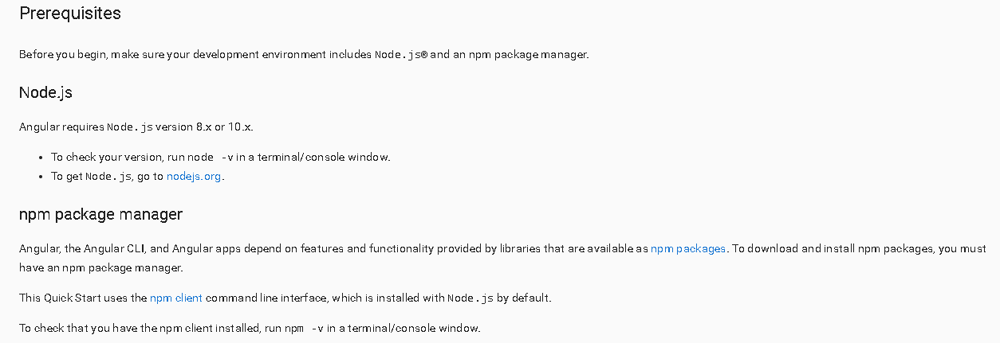 Prerequisites
Before you begin, make sure your development environment includes Node.js® and an npm package manager.
Node.js
Angular requires Node.js version 8.x or 10.x.
• To check your version, run node -v in a terminal/console window.
• To get Node.js, go to nodejs.org.
npm package manager
Angular, the Angular CLI, and Angular apps depend on features and functionality provided by libraries that are available as npm packages. To download and install npm packages, you must
have an npm package manager.
This Quick Start uses the npm client command line interface, which is installed with Node.js by default.
To check that you have the npm client installed, run npm -v in a terminal/console window.